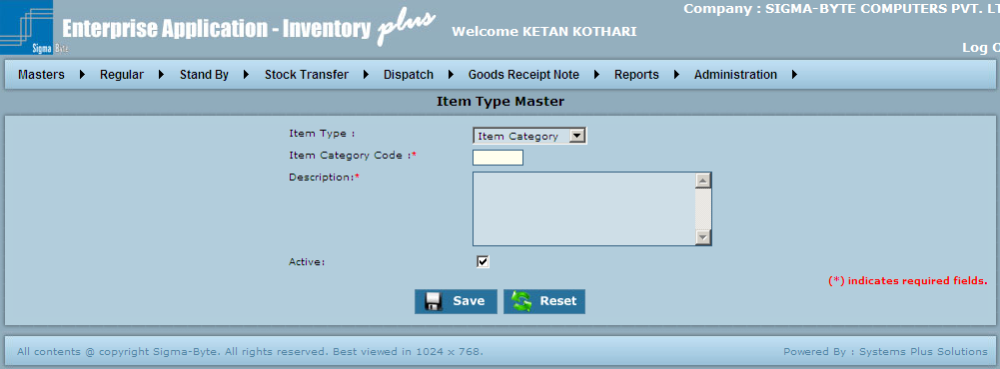 Company : SIGMA-BYTE COMPUTERS PVT. LT
Sigma Byte
Enterprise Application - Inventory plus
Welcome KETAN KOTHARI
Log O
Masters Regular Stand By Stock Transfer Dispatch Goods Receipt Note Reports Administration
Item Type Master
Item Type : Item Category
Item Category Code :*
Description:*
Active:
(*) indicates required fields.
Save Reset
All contents @ copyright Sigma-Byte. All rights reserved. Best viewed in 1024 x 768. Powered By : Systems Plus Solutions